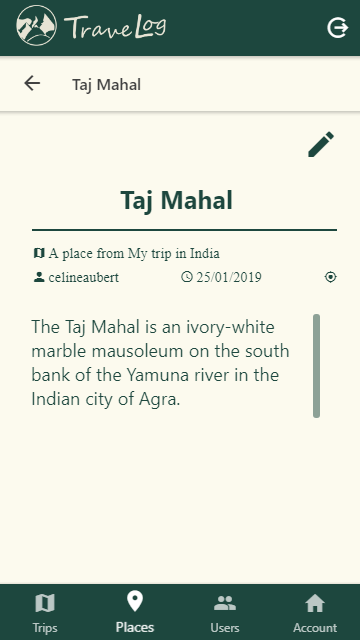 TraveLog
Taj Mahal
Taj Mahal
A place from My trip in India
celineaubert 25/01/2019
The Taj Mahal is an ivory-white
marble mausoleum on the south
bank of the Yamuna river in the
Indian city of Agra.
Trips Places Users Account